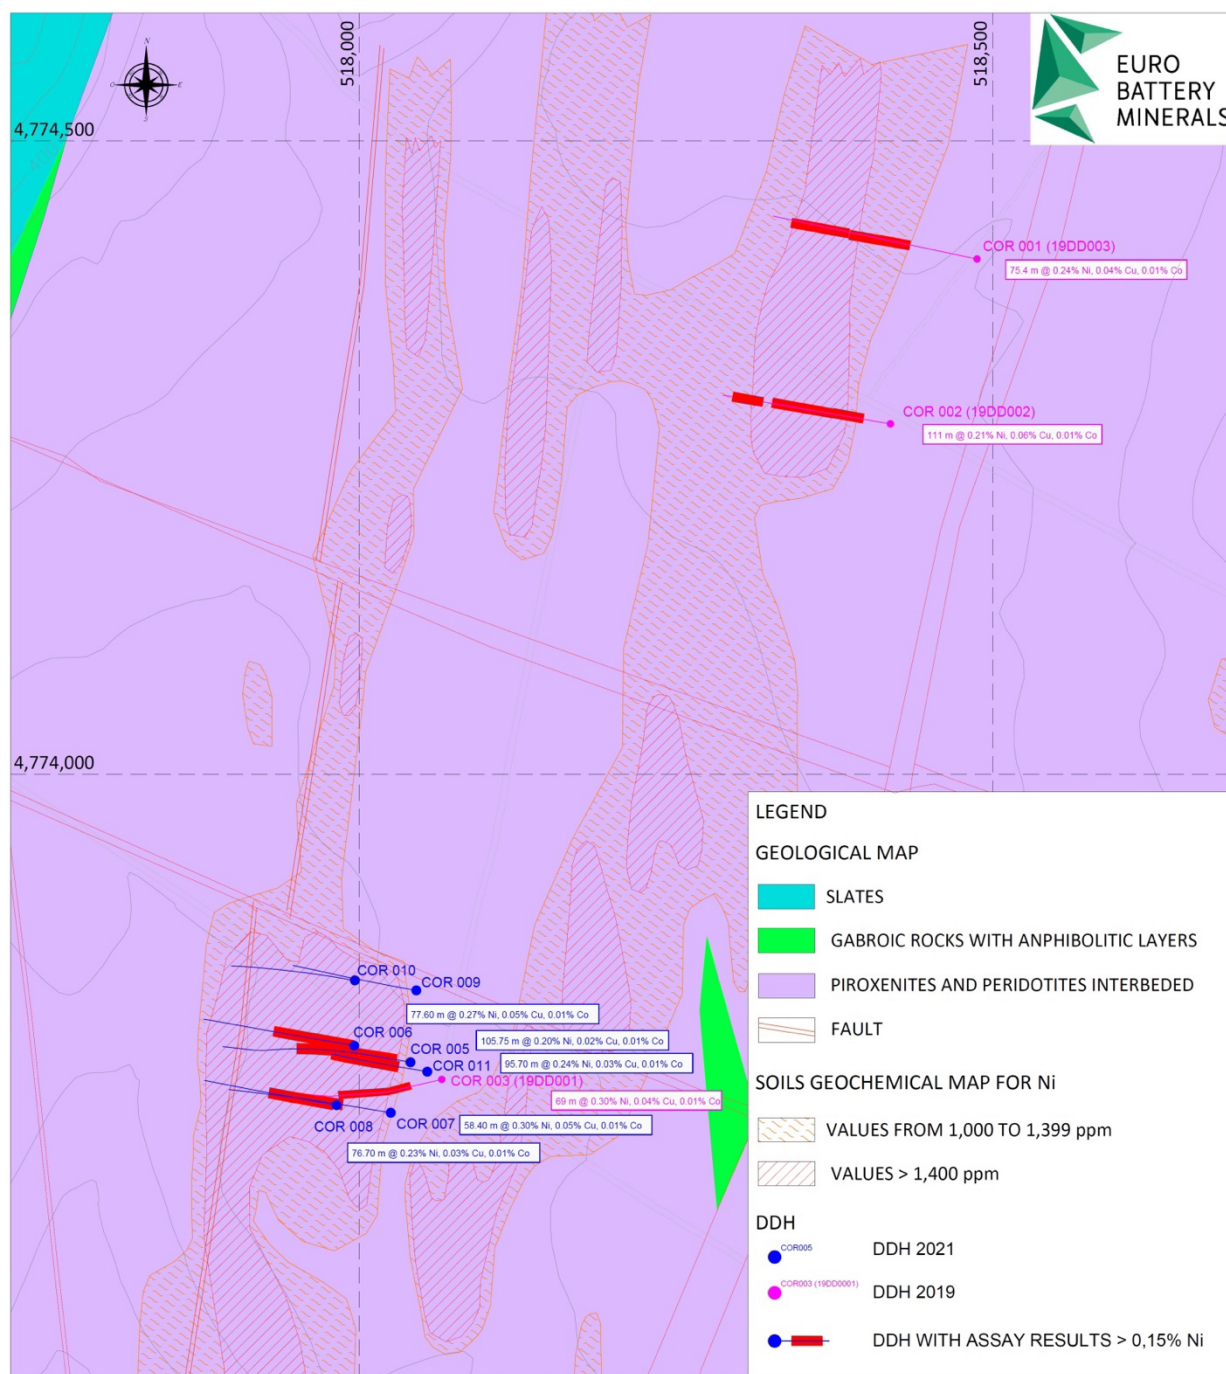 N
O
E
S
518,000
518,500
EURO
BATTERY
MINERALS
4,774,500
COR 001 (19DD003)
75.4 m @ 0.24% Ni, 0.04% Cu, 0.01% Co
COR 002 (19DD002)
111 m @ 0.21% Ni, 0.06% Cu, 0.01% Co
4,774,000
COR 010
COR 009
77.60 m @ 0.27% Ni, 0.05% Cu, 0.01% Co
COR 006
105.75 m @ 0.20% Ni, 0.02% Cu, 0.01% Co
COR 005
95.70 m @ 0.24% Ni, 0.03% Cu, 0.01% Co
COR 011
COR 003 (19DD001)
69 m @ 0.30% Ni, 0.04% Cu, 0.01% Co
COR 007
58.40 m @ 0.30% Ni, 0.05% Cu, 0.01% Co
COR 008
76.70 m @ 0.23% Ni, 0.03% Cu, 0.01% Co
LEGEND
GEOLOGICAL MAP
SLATES
GABROIC ROCKS WITH ANPHIBOLITIC LAYERS
PIROXENITES AND PERIDOTITES INTERBEDED
FAULT
SOILS GEOCHEMICAL MAP FOR Ni
VALUES FROM 1,000 TO 1,399 ppm
VALUES > 1,400 ppm
DDH
COR005
DDH 2021
COR003 (19DD0001)
DDH 2019
DDH WITH ASSAY RESULTS > 0,15% Ni